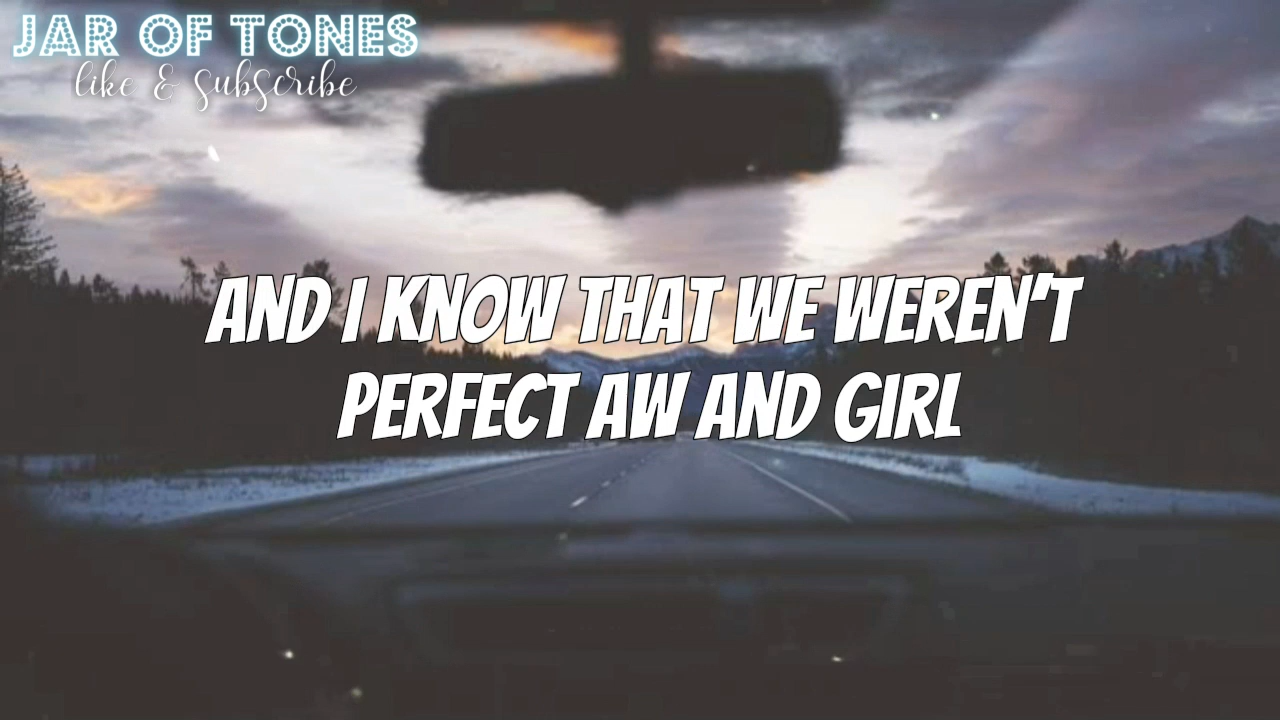 JAR OF TONES
like & subscribe
AND I KNOW THAT WE WEREN'T
PERFECT AW AND GIRL